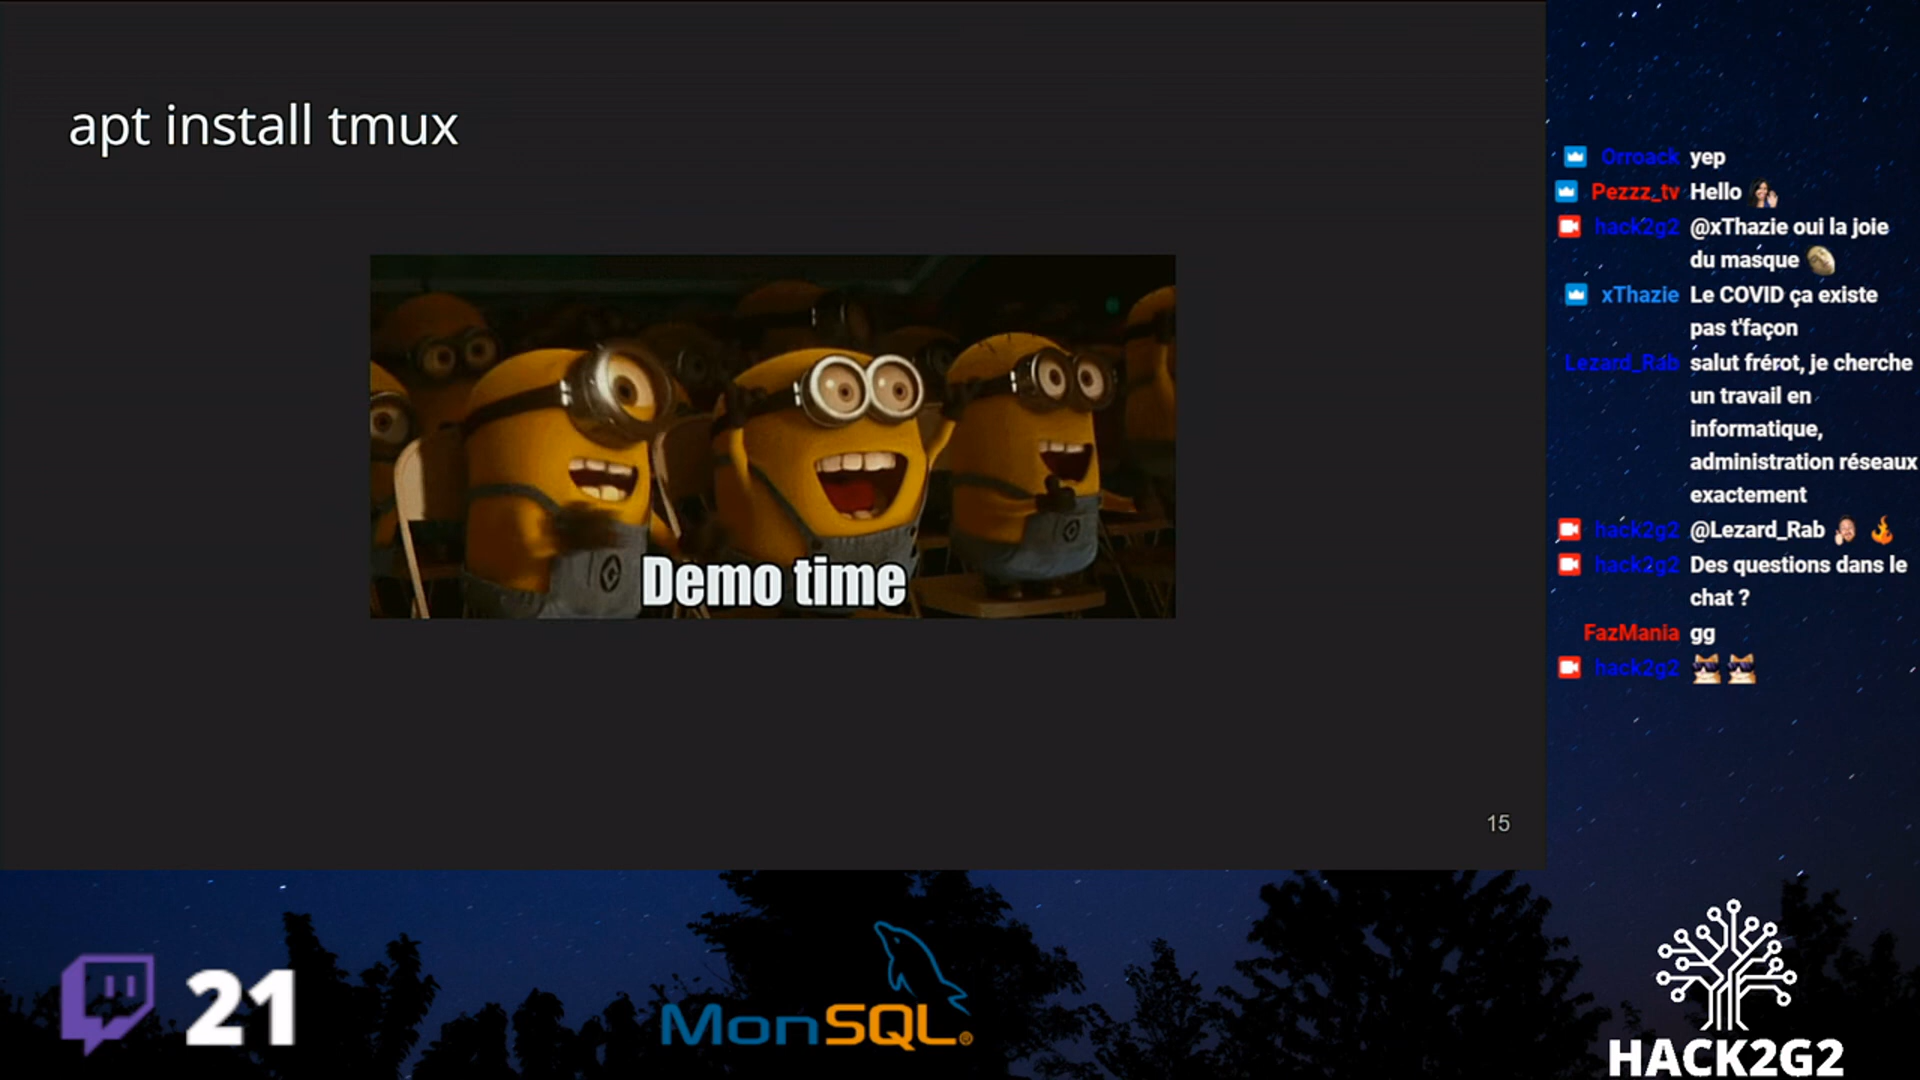 apt install tmux
Demo time
15
Orroack yep
Pezzz_tv Hello
hack2g2 @xThazie oui la joie
du masque
xThazie Le COVID ça existe
pas t'façon
Lezard_Rab salut frérot, je cherche
un travail en
informatique,
administration réseaux
exactement
hack2g2 @Lezard_Rab
hack2g2 Des questions dans le
chat ?
FazMania gg
hack2g2
21
MonSQL®
HACK2G2